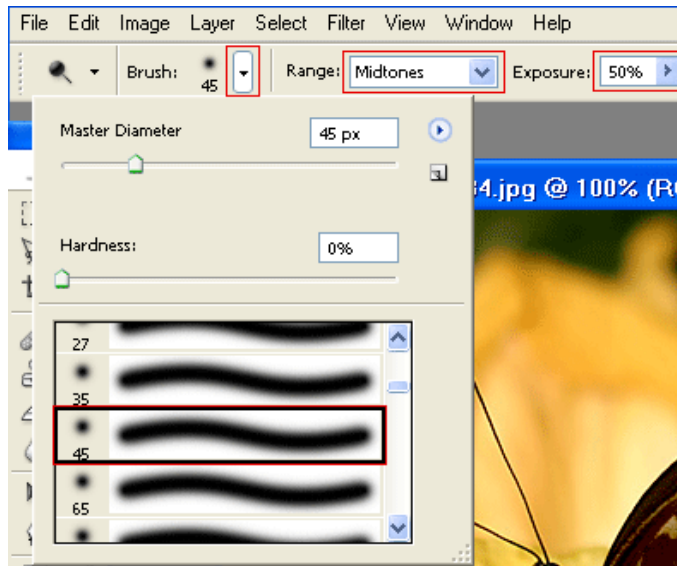 File Edit Image Layer Select Filter View Window Help
Brush: 45 Range: Midtones Exposure: 50%
Master Diameter 45 px
4.jpg @ 100%
Hardness: 0%
27
35
45
65